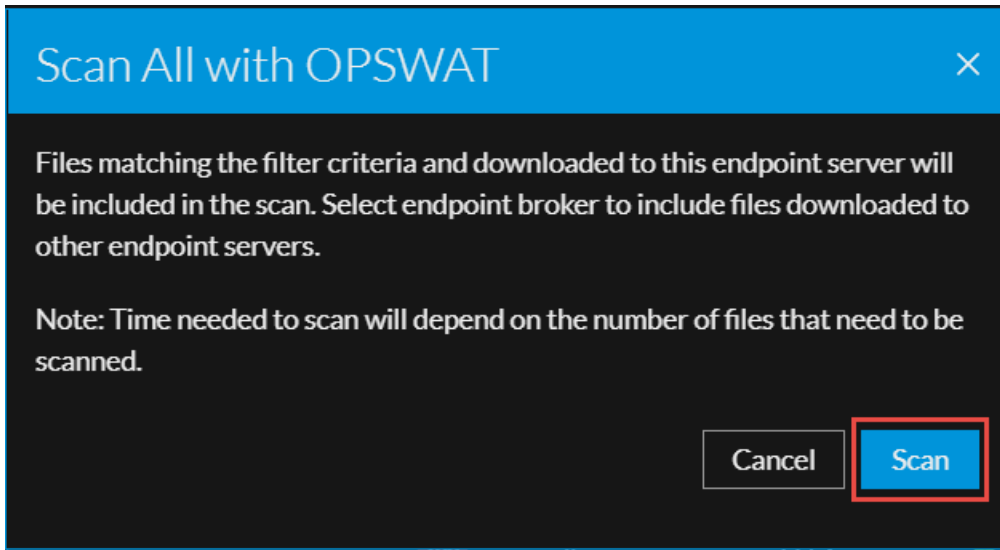 Scan All with OPSWAT
Files matching the filter criteria and downloaded to this endpoint server will
be included in the scan. Select endpoint broker to include files downloaded to
other endpoint servers.
Note: Time needed to scan will depend on the number of files that need to be
scanned.
Cancel
Scan